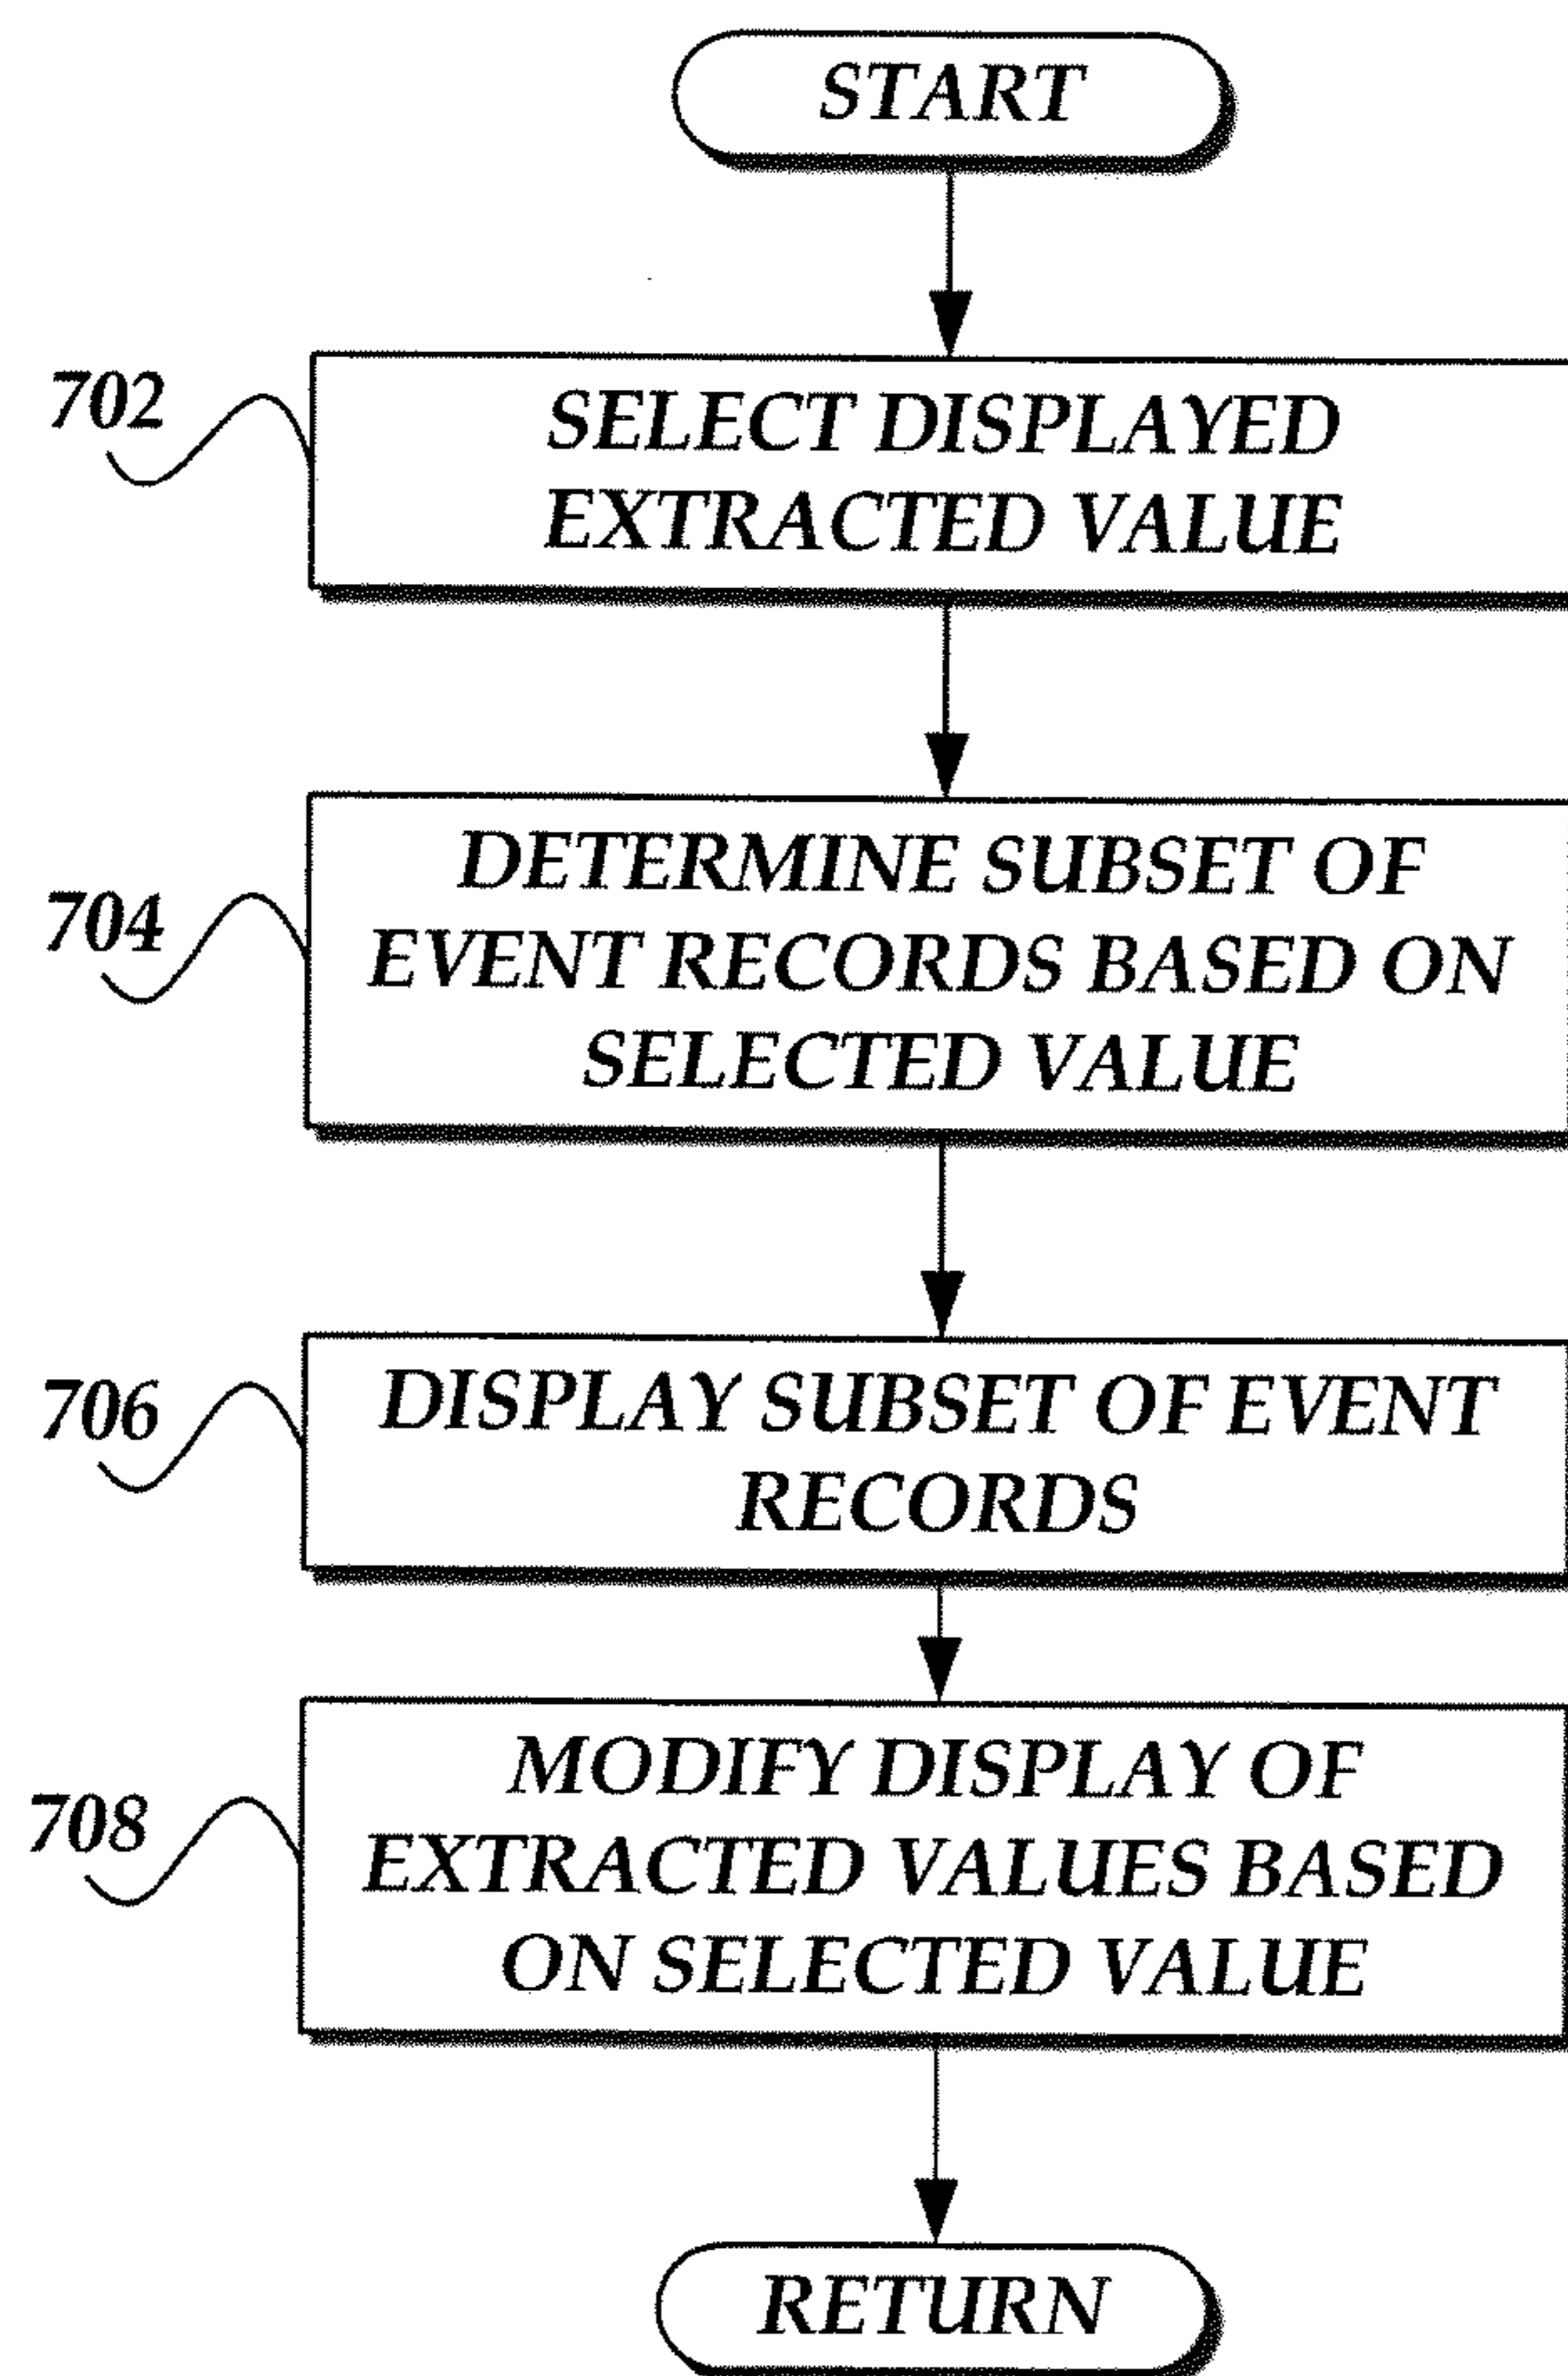 START
702
SELECT DISPLAYED
EXTRACTED VALUE
704
DETERMINE SUBSET OF
EVENT RECORDS BASED ON
SELECTED VALUE
706
DISPLAY SUBSET OF EVENT
RECORDS
708
MODIFY DISPLAY OF
EXTRACTED VALUES BASED
ON SELECTED VALUE
RETURN